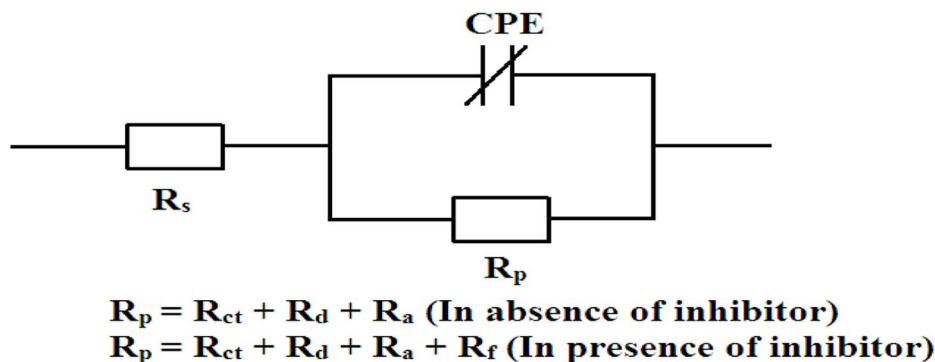 CPE
Rs
Rp
Rp = Rct + Rd + Ra (In absence of inhibitor)
Rp = Rct + Rd + Ra + Rf (In presence of inhibitor)